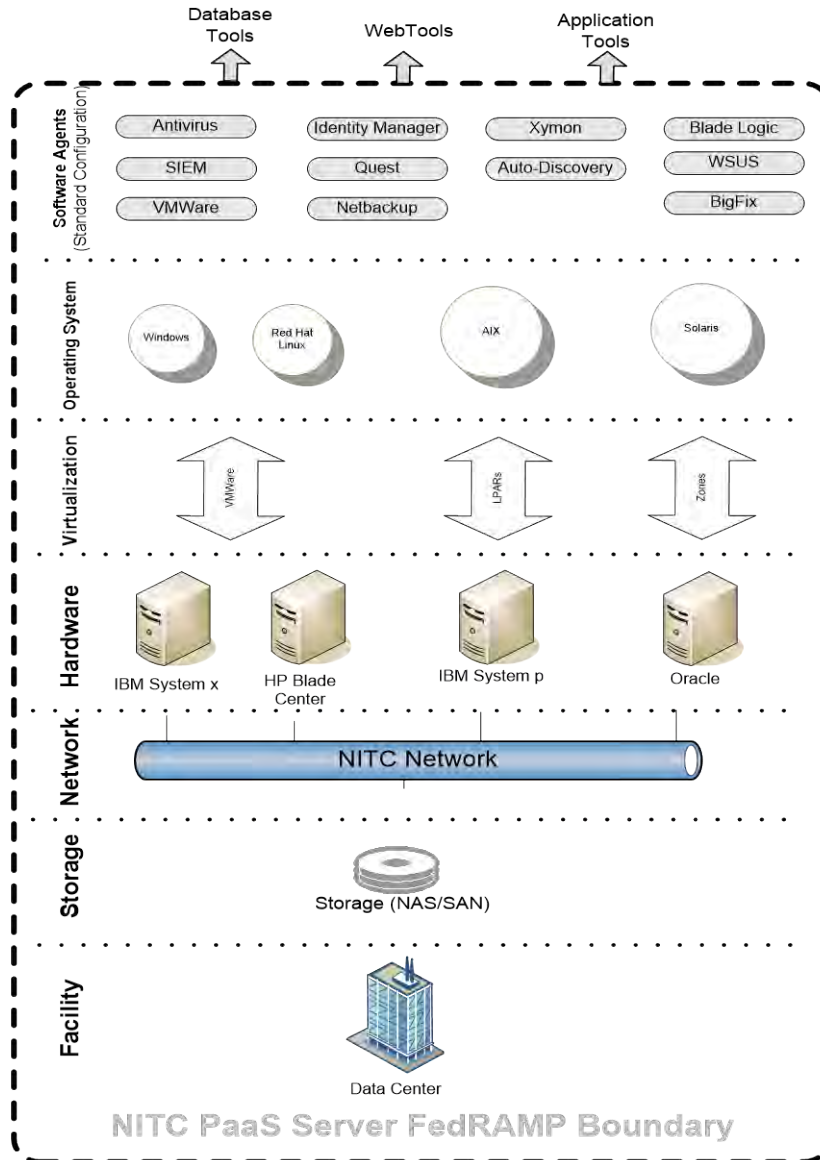 Database
Tools
WebTools
Application
Tools
Software Agents
(Standard Configuration)
Antivirus
Identity Manager
Xymon
Blade Logic
SIEM
Quest
Auto-Discovery
WSUS
VMWare
Netbackup
BigFix
Operating System
Windows
Red Hat
Linux
AIX
Solaris
Virtualization
VMWare
LPARs
Zones
Hardware
IBM System x
HP Blade
Center
IBM System p
Oracle
Network
NITC Network
Storage
Storage (NAS/SAN)
Facility
Data Center
NITC PaaS Server FedRAMP Boundary